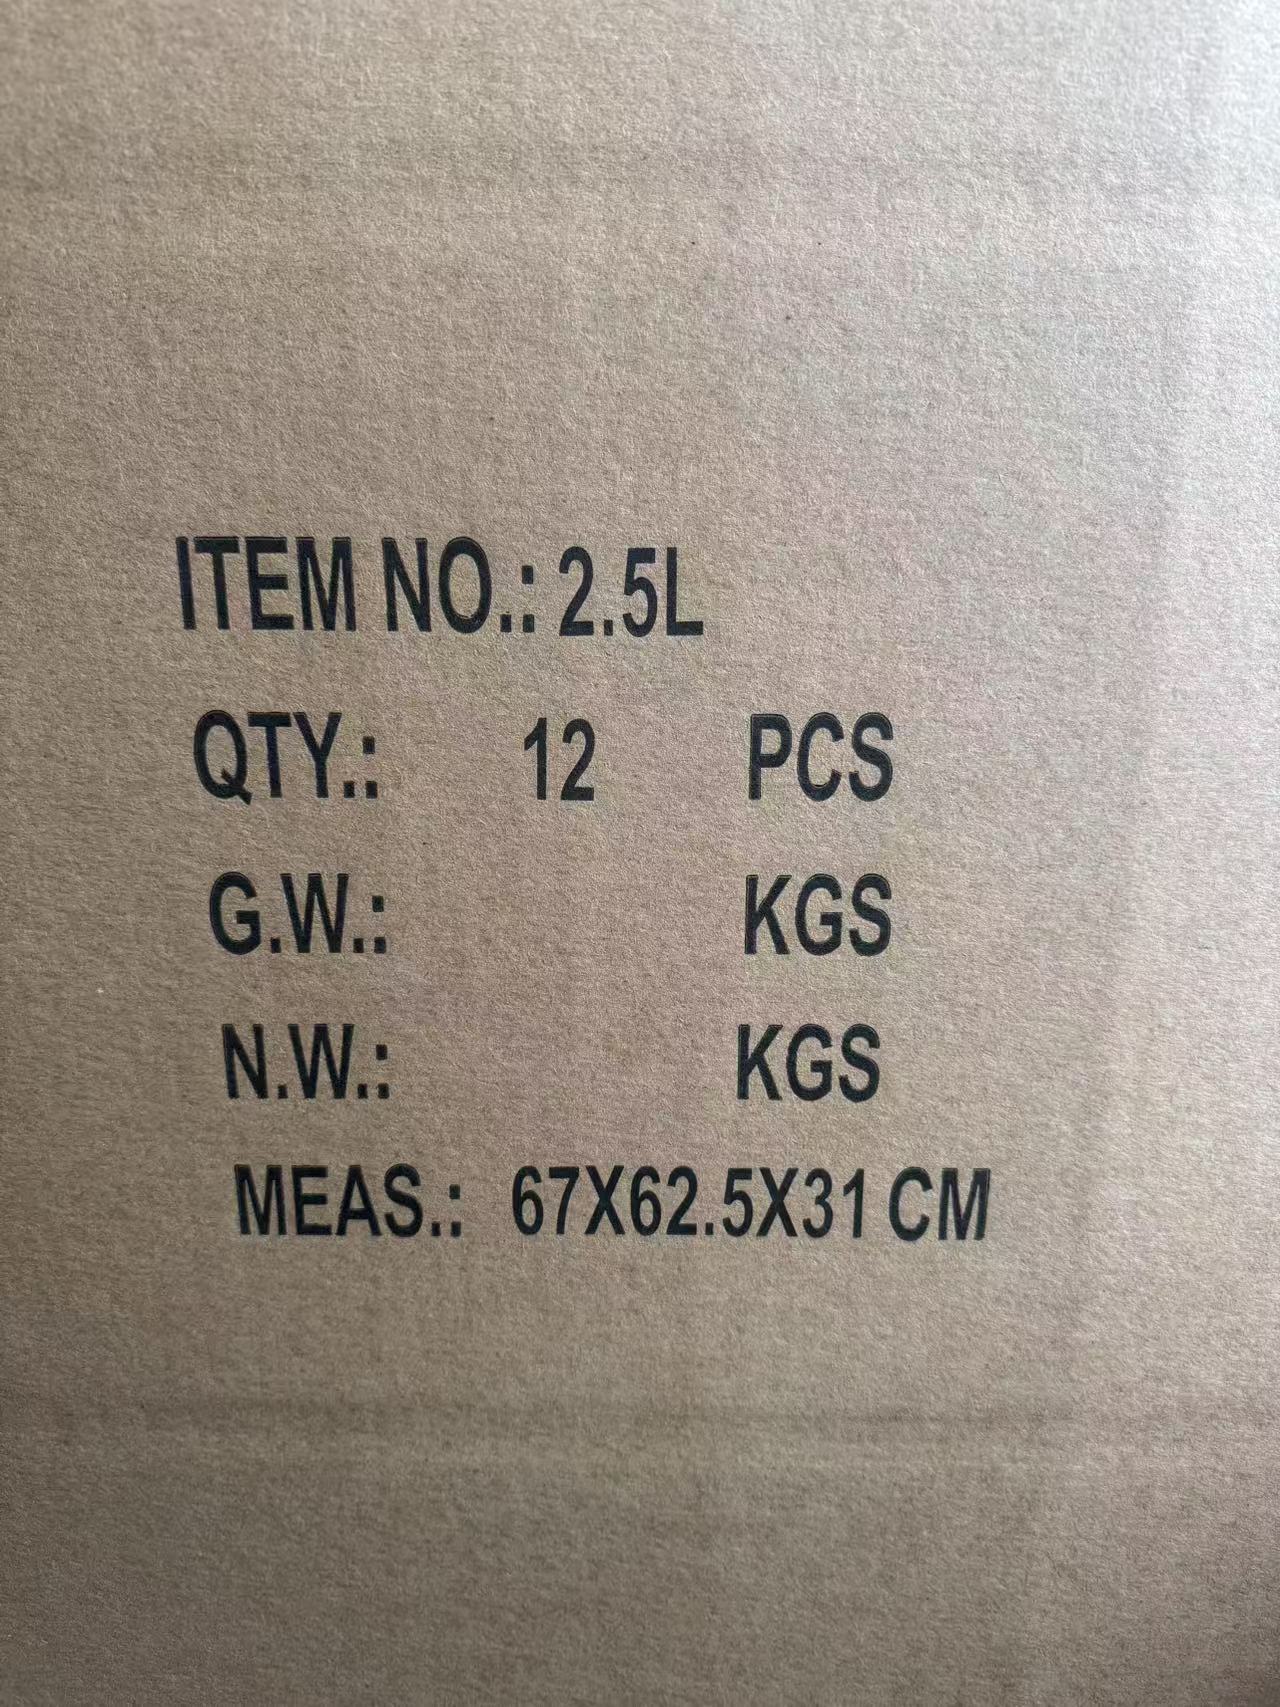 ITEM NO.: 2.5L
QTY.: 12 PCS
G.W.: KGS
N.W.: KGS
MEAS.: 67X62.5X31 CM